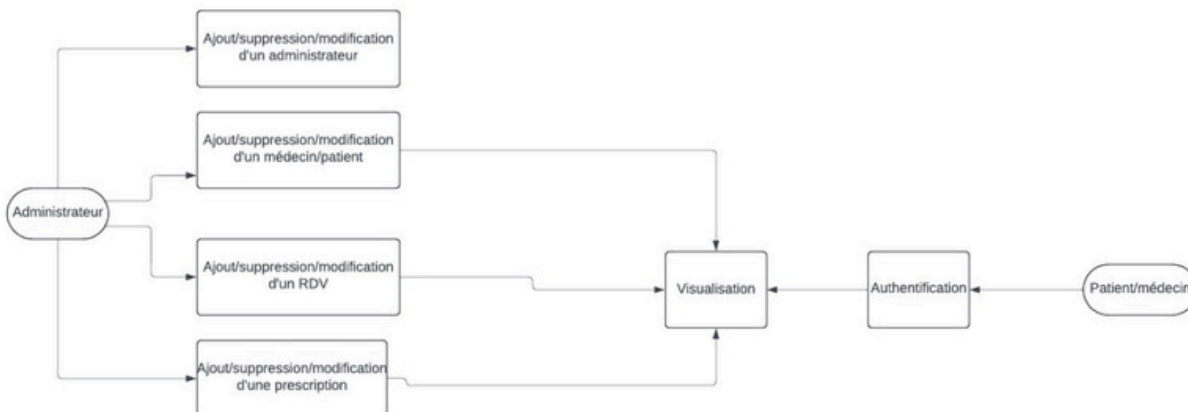 Ajout/suppression/modification
d'un administrateur
Ajout/suppression/modification
d'un médecin/patient
Administrateur
Ajout/suppression/modification
d'un RDV
Visualisation
Authentification
Patient/médecin
Ajout/suppression/modification
d'une prescription